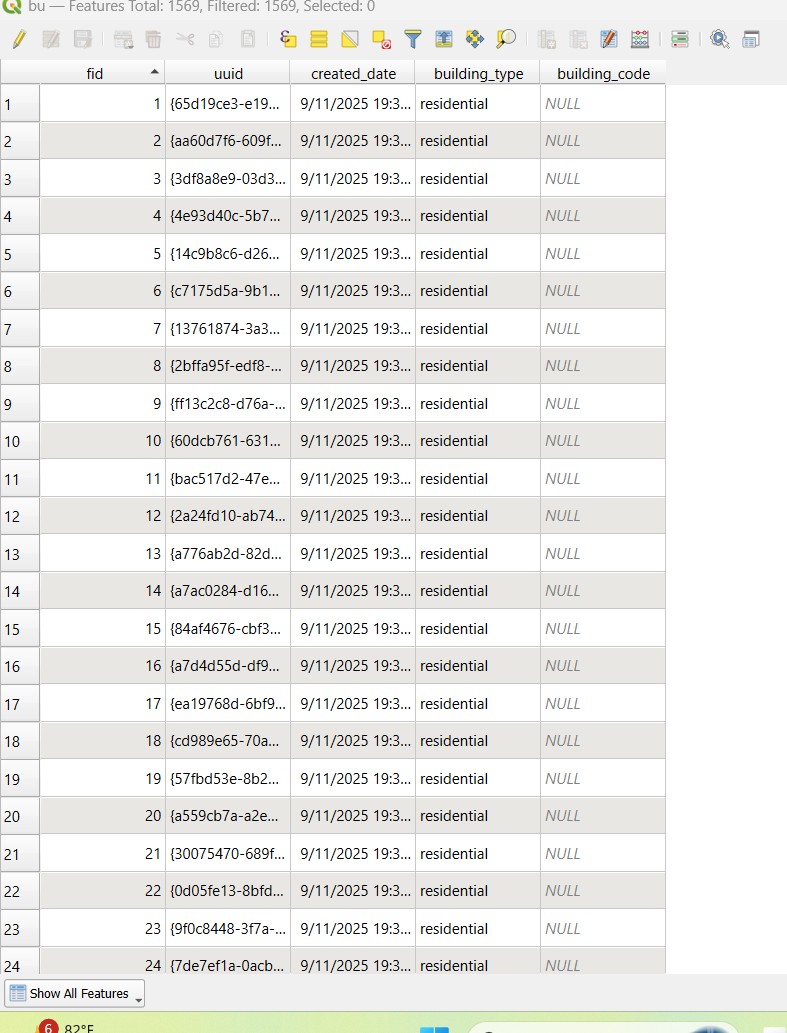 bu — Features Total: 1569, Filtered: 1569, Selected: 0
fid uuid created_date building_type building_code
1 1 {65d19ce3-e19... 9/11/2025 19:3... residential NULL
2 2 {aa60d7f6-609f... 9/11/2025 19:3... residential NULL
3 3 {3df8a8e9-03d3... 9/11/2025 19:3... residential NULL
4 4 {4e93d40c-5b7... 9/11/2025 19:3... residential NULL
5 5 {14c9b8c6-d26... 9/11/2025 19:3... residential NULL
6 6 {c7175d5a-9b1... 9/11/2025 19:3... residential NULL
7 7 {13761874-3a3... 9/11/2025 19:3... residential NULL
8 8 {2bffa95f-edf8-... 9/11/2025 19:3... residential NULL
9 9 {ff13c2c8-d76a-... 9/11/2025 19:3... residential NULL
10 10 {60dcb761-631... 9/11/2025 19:3... residential NULL
11 11 {bac517d2-47e... 9/11/2025 19:3... residential NULL
12 12 {2a24fd10-ab74... 9/11/2025 19:3... residential NULL
13 13 {a776ab2d-82d... 9/11/2025 19:3... residential NULL
14 14 {a7ac0284-d16... 9/11/2025 19:3... residential NULL
15 15 {84af4676-cbf3... 9/11/2025 19:3... residential NULL
16 16 {a7d4d55d-df9... 9/11/2025 19:3... residential NULL
17 17 {ea19768d-6bf9... 9/11/2025 19:3... residential NULL
18 18 {cd989e65-70a... 9/11/2025 19:3... residential NULL
19 19 {57fbd53e-8b2... 9/11/2025 19:3... residential NULL
20 20 {a559cb7a-a2e... 9/11/2025 19:3... residential NULL
21 21 {30075470-689f... 9/11/2025 19:3... residential NULL
22 22 {0d05fe13-8bfd... 9/11/2025 19:3... residential NULL
23 23 {9f0c8448-3f7a-... 9/11/2025 19:3... residential NULL
24 24 {7de7ef1a-0acb... 9/11/2025 19:3... residential NULL
Show All Features
6 82°F